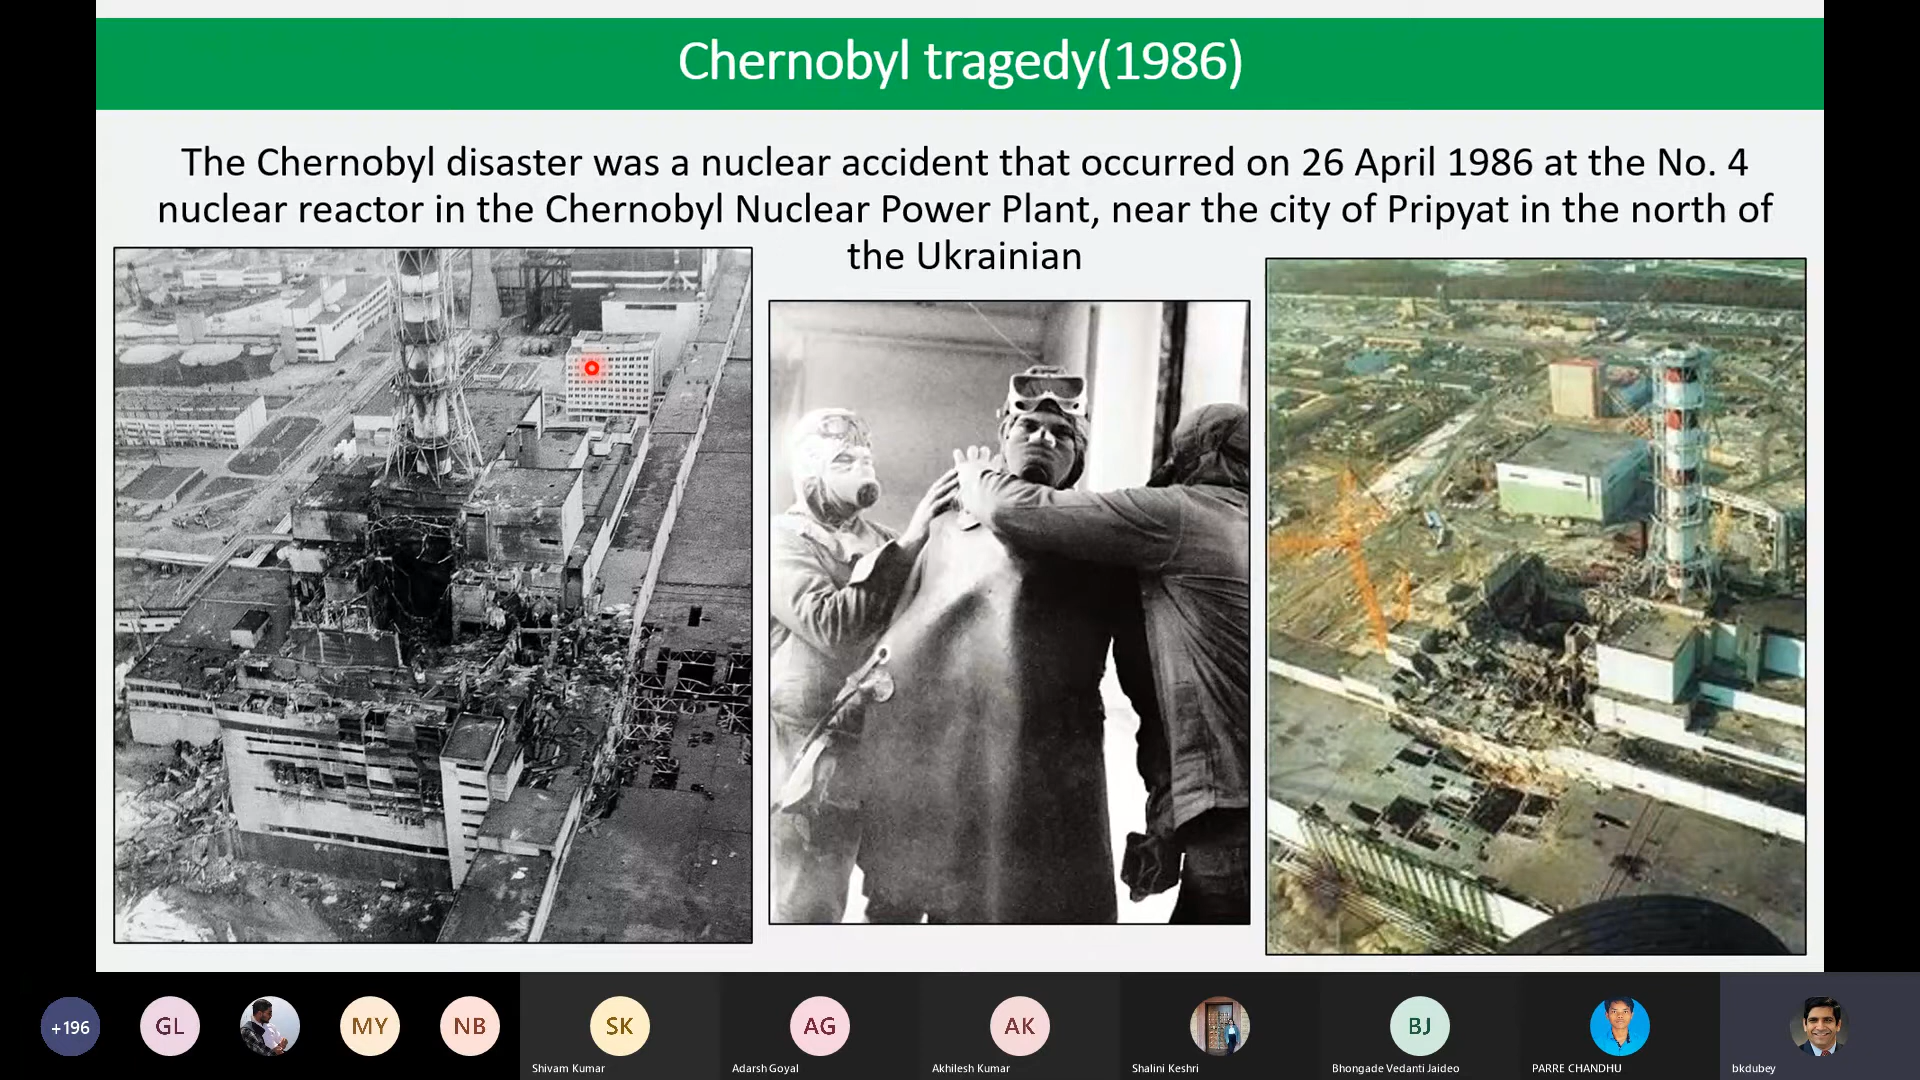 Chernobyl tragedy(1986)
The Chernobyl disaster was a nuclear accident that occurred on 26 April 1986 at the No. 4
nuclear reactor in the Chernobyl Nuclear Power Plant, near the city of Pripyat in the north of
the Ukrainian
+196
GL
MY
NB
SK
AG
AK
BJ
Shivam Kumar
Adarsh Goyal
Akhilesh Kumar
Shalini Keshri
Bhongade Vedanti Jaideo
PARRE CHANDHU
bkdubey